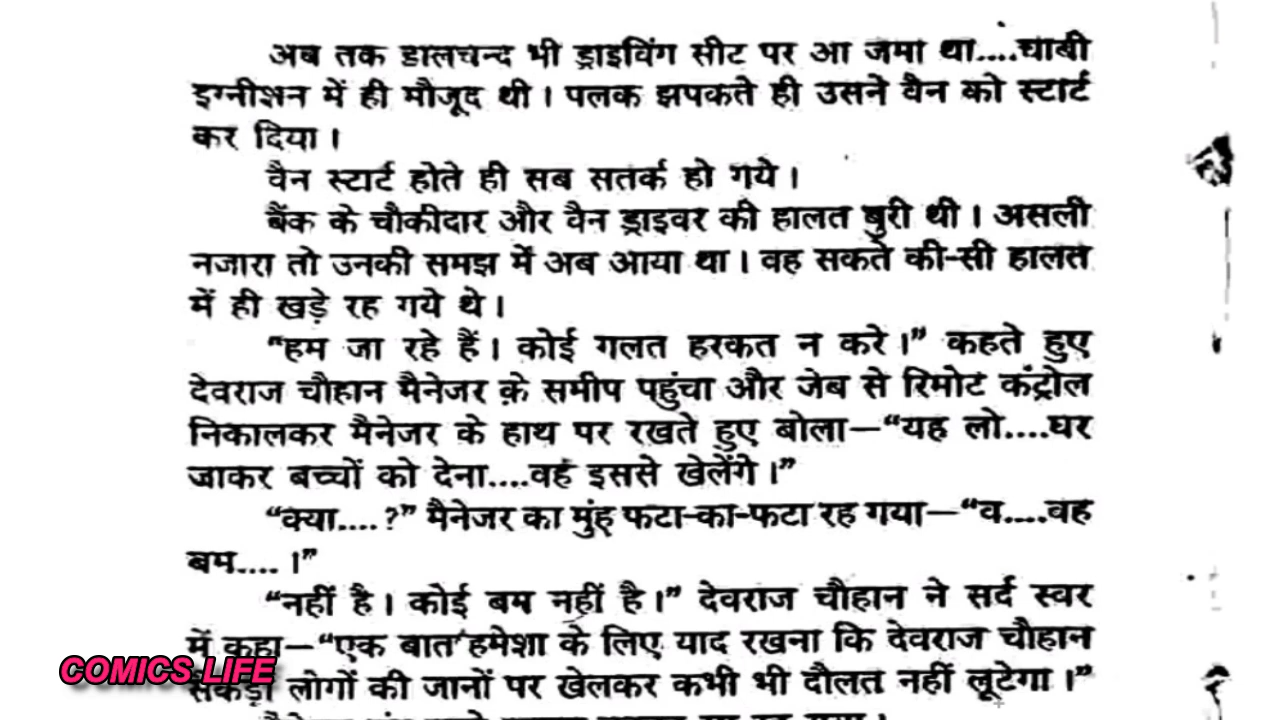 अब तक डालचन्द भी ड्राइविंग सीट पर आ जमा था....चाबी
इग्नीशन में ही मौजूद थी। पलक झपकते ही उसने वैन को स्टार्ट
कर दिया।
वैन स्टार्ट होते ही सब सतर्क हो गये।
बैंक के चौकीदार और वैन ड्राइवर की हालत बुरी थी। असली
नजारा तो उनकी समझ में अब आया था। वह सकते की-सी हालत
में ही खड़े रह गये थे।
“हम जा रहे हैं। कोई गलत हरकत न करे।” कहते हुए
देवराज चौहान मैनेजर के समीप पहुंचा और जेब से रिमोट कंट्रोल
निकालकर मैनेजर के हाथ पर रखते हुए बोला—“यह लो....घर
जाकर बच्चों को देना....वह इससे खेलेंगे।”
“क्या....?” मैनेजर का मुंह फटा-का-फटा रह गया—“व....वह
बम....।”
“नहीं है। कोई बम नहीं है।” देवराज चौहान ने सर्द स्वर
में कहा—“एक बात हमेशा के लिए याद रखना कि देवराज चौहान
सैकड़ों लोगों की जानों पर खेलकर कभी भी दौलत नहीं लूटेगा।”
COMICS LIFE